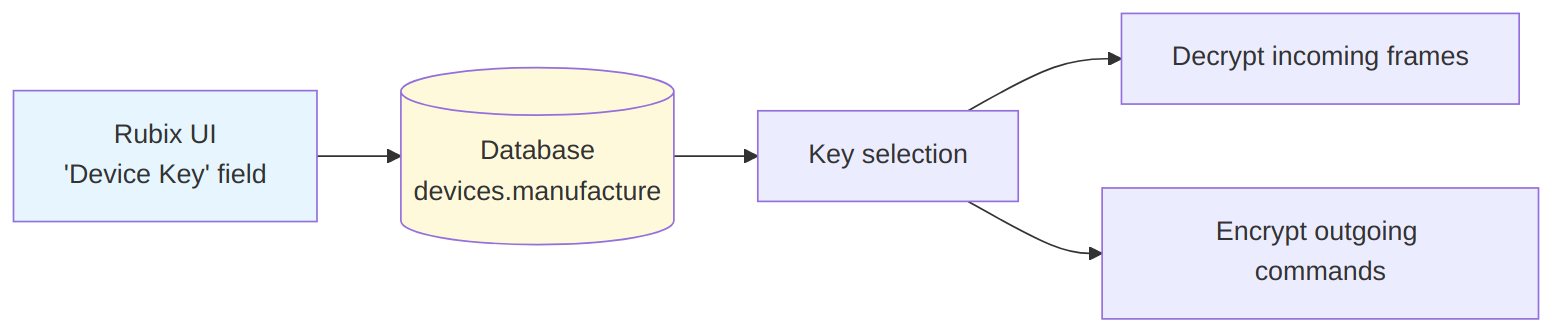 Rubix UI
'Device Key' field
Database
devices.manufacture
Key selection
Decrypt incoming frames
Encrypt outgoing
commands